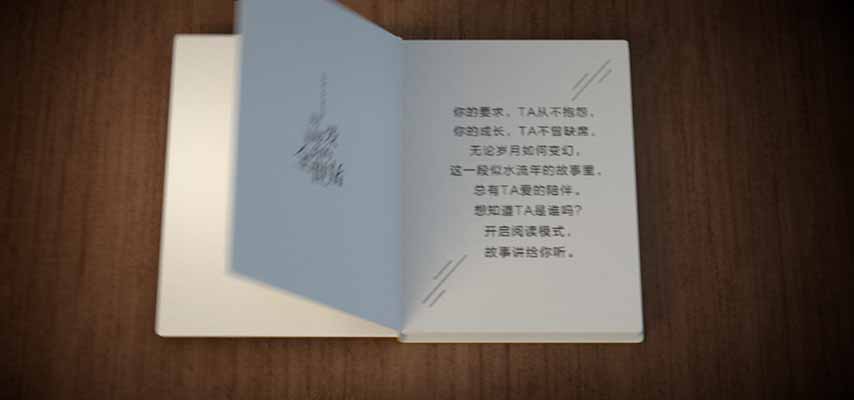 你的要求，TA从不抱怨，
你的成长，TA不曾缺席，
无论岁月如何变幻，
这一段似水流年的故事里，
总有TA爱的陪伴。
想知道TA是谁吗？
开启阅读模式，
故事讲给你听。